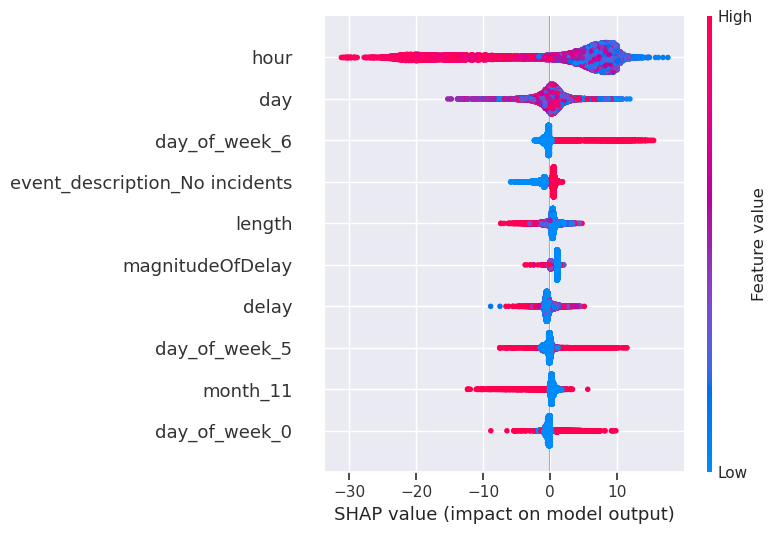 High
hour
day
day_of_week_6
event_description_No incidents
length
magnitudeOfDelay
delay
day_of_week_5
month_11
day_of_week_0
Feature value
Low
−30 −20 −10 0 10
SHAP value (impact on model output)